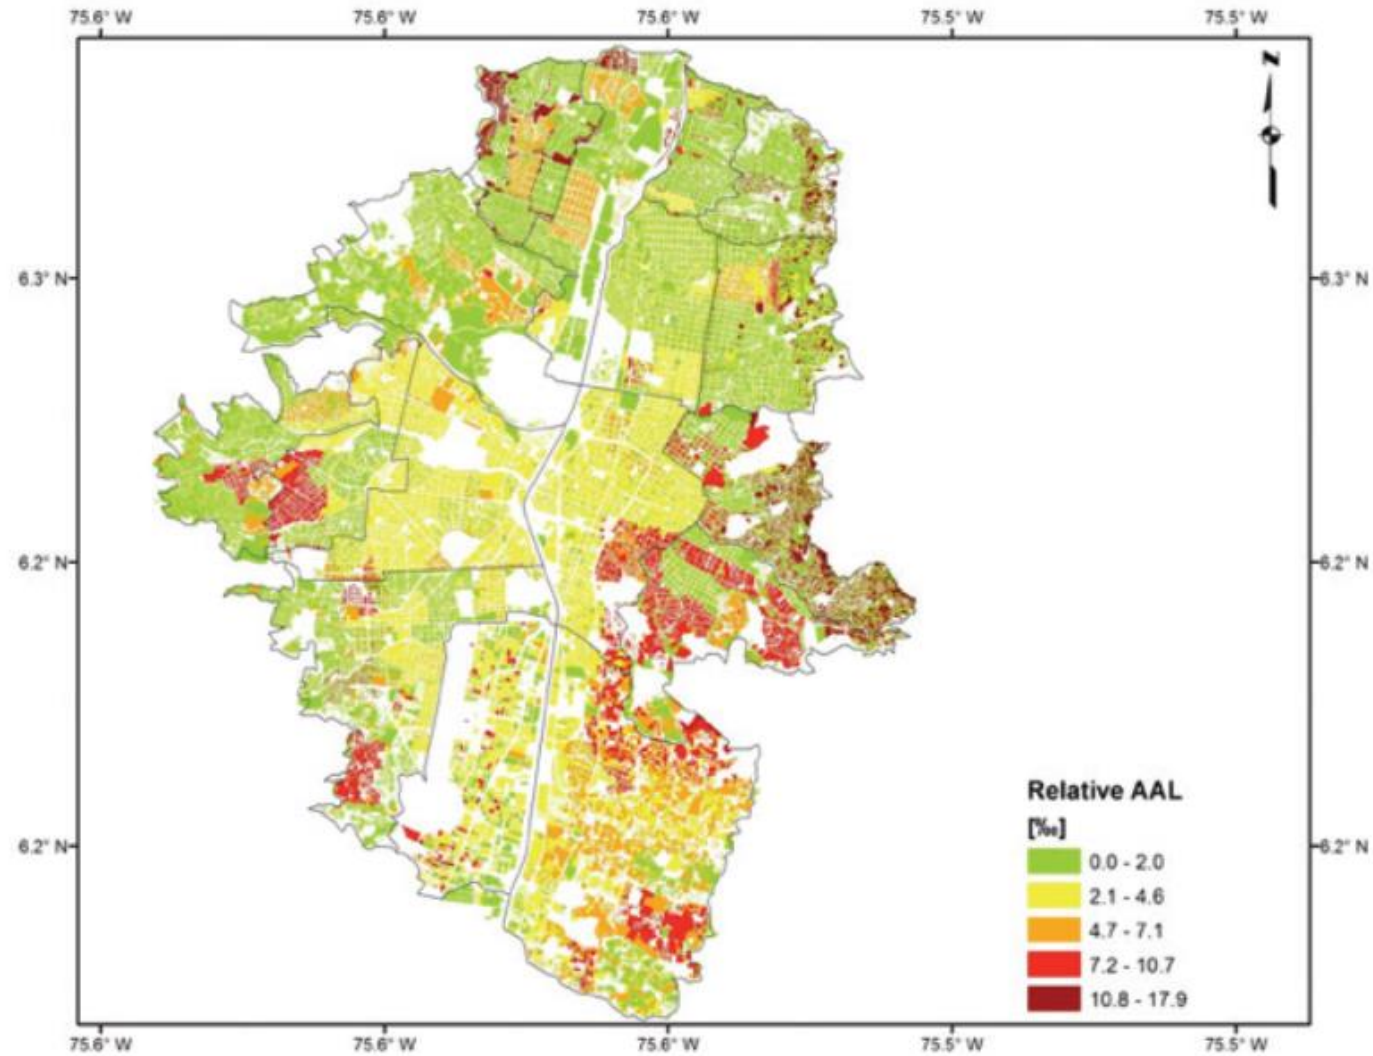 75.6° W 75.6° W 75.6° W 75.5° W 75.5° W
N
6.3° N 6.3° N
6.2° N 6.2° N
6.2° N 6.2° N
Relative AAL
[‰]
0.0 - 2.0
2.1 - 4.6
4.7 - 7.1
7.2 - 10.7
10.8 - 17.9
75.6° W 75.6° W 75.6° W 75.5° W 75.5° W